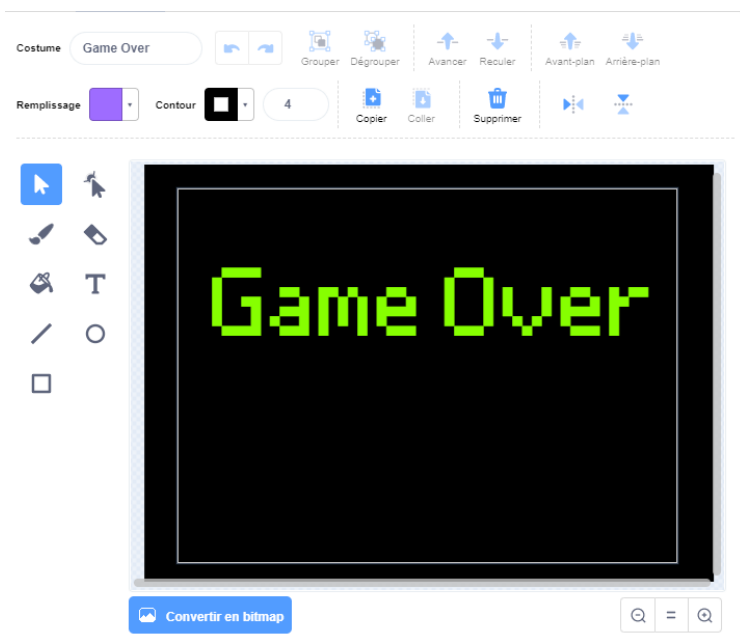 Costume Game Over
Grouper Dégrouper Avancer Reculer Avant-plan Arrière-plan
Remplissage Contour 4
Copier Coller Supprimer
Game Over
T
Convertir en bitmap